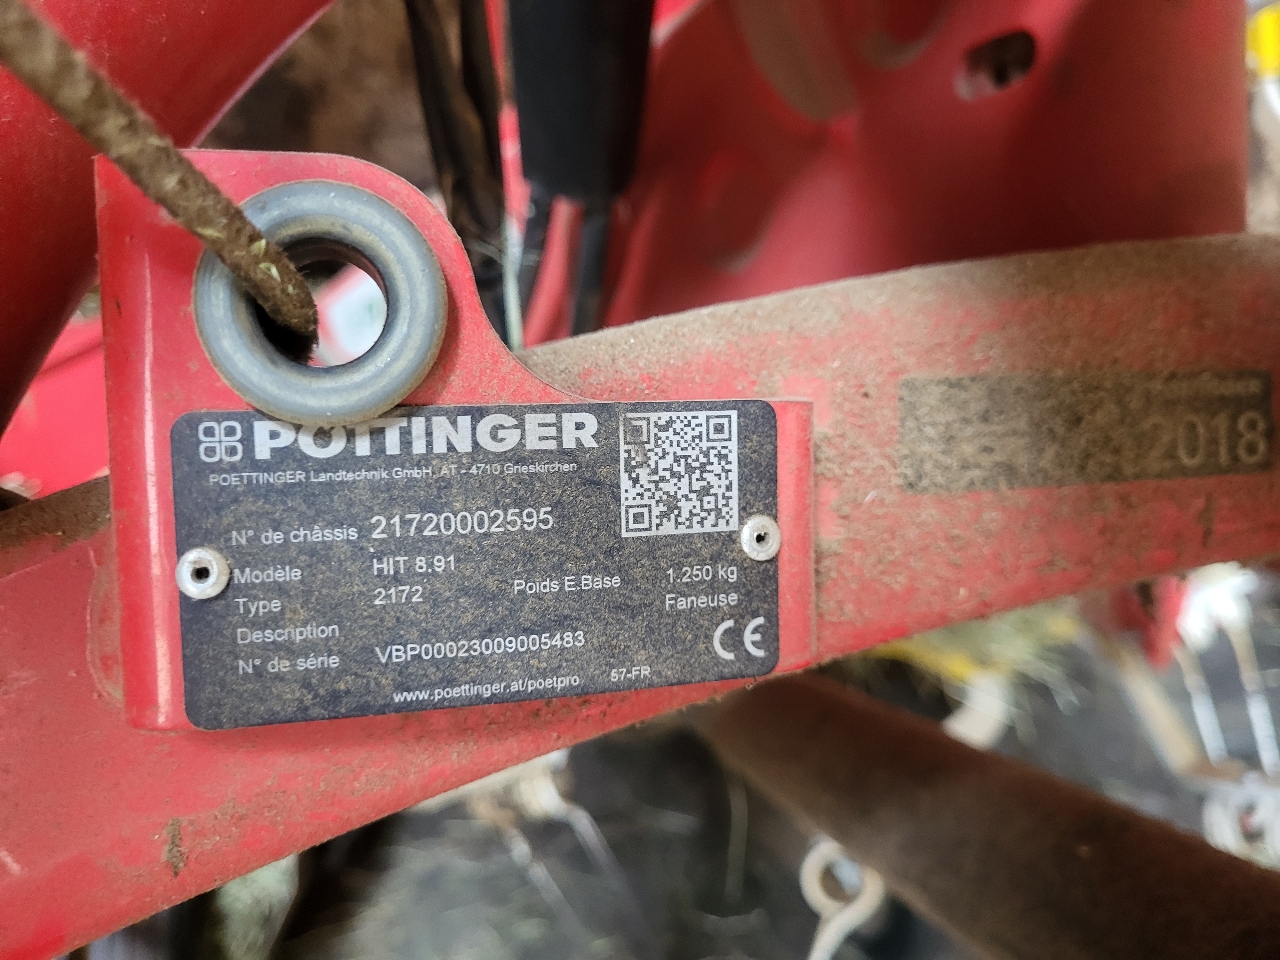 PÖTTINGER
POETTINGER Landtechnik GmbH, AT - 4710 Grieskirchen
N° de châssis 21720002595
Modèle HIT 8.91
Type 2172 Poids E.Base 1.250 kg
Description Faneuse
N° de série VBP00023009005483
CE
www.poettinger.at/poetpro 57-FR
2018